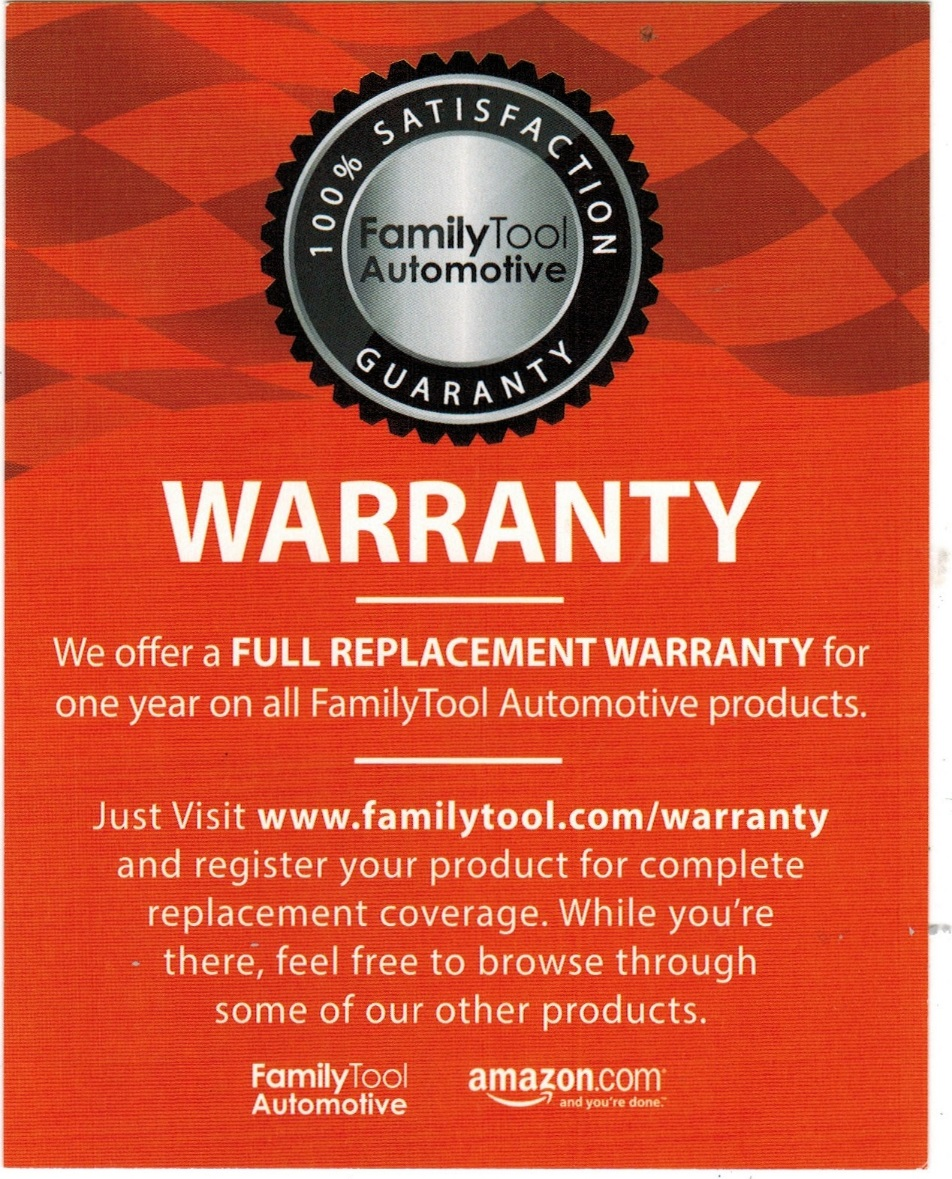 100% SATISFACTION
FamilyTool
Automotive
GUARANTY
WARRANTY
We offer a FULL REPLACEMENT WARRANTY for
one year on all FamilyTool Automotive products.
Just Visit www.familytool.com/warranty
and register your product for complete
replacement coverage. While you're
there, feel free to browse through
some of our other products.
FamilyTool
Automotive
amazon.com
and you're done.™